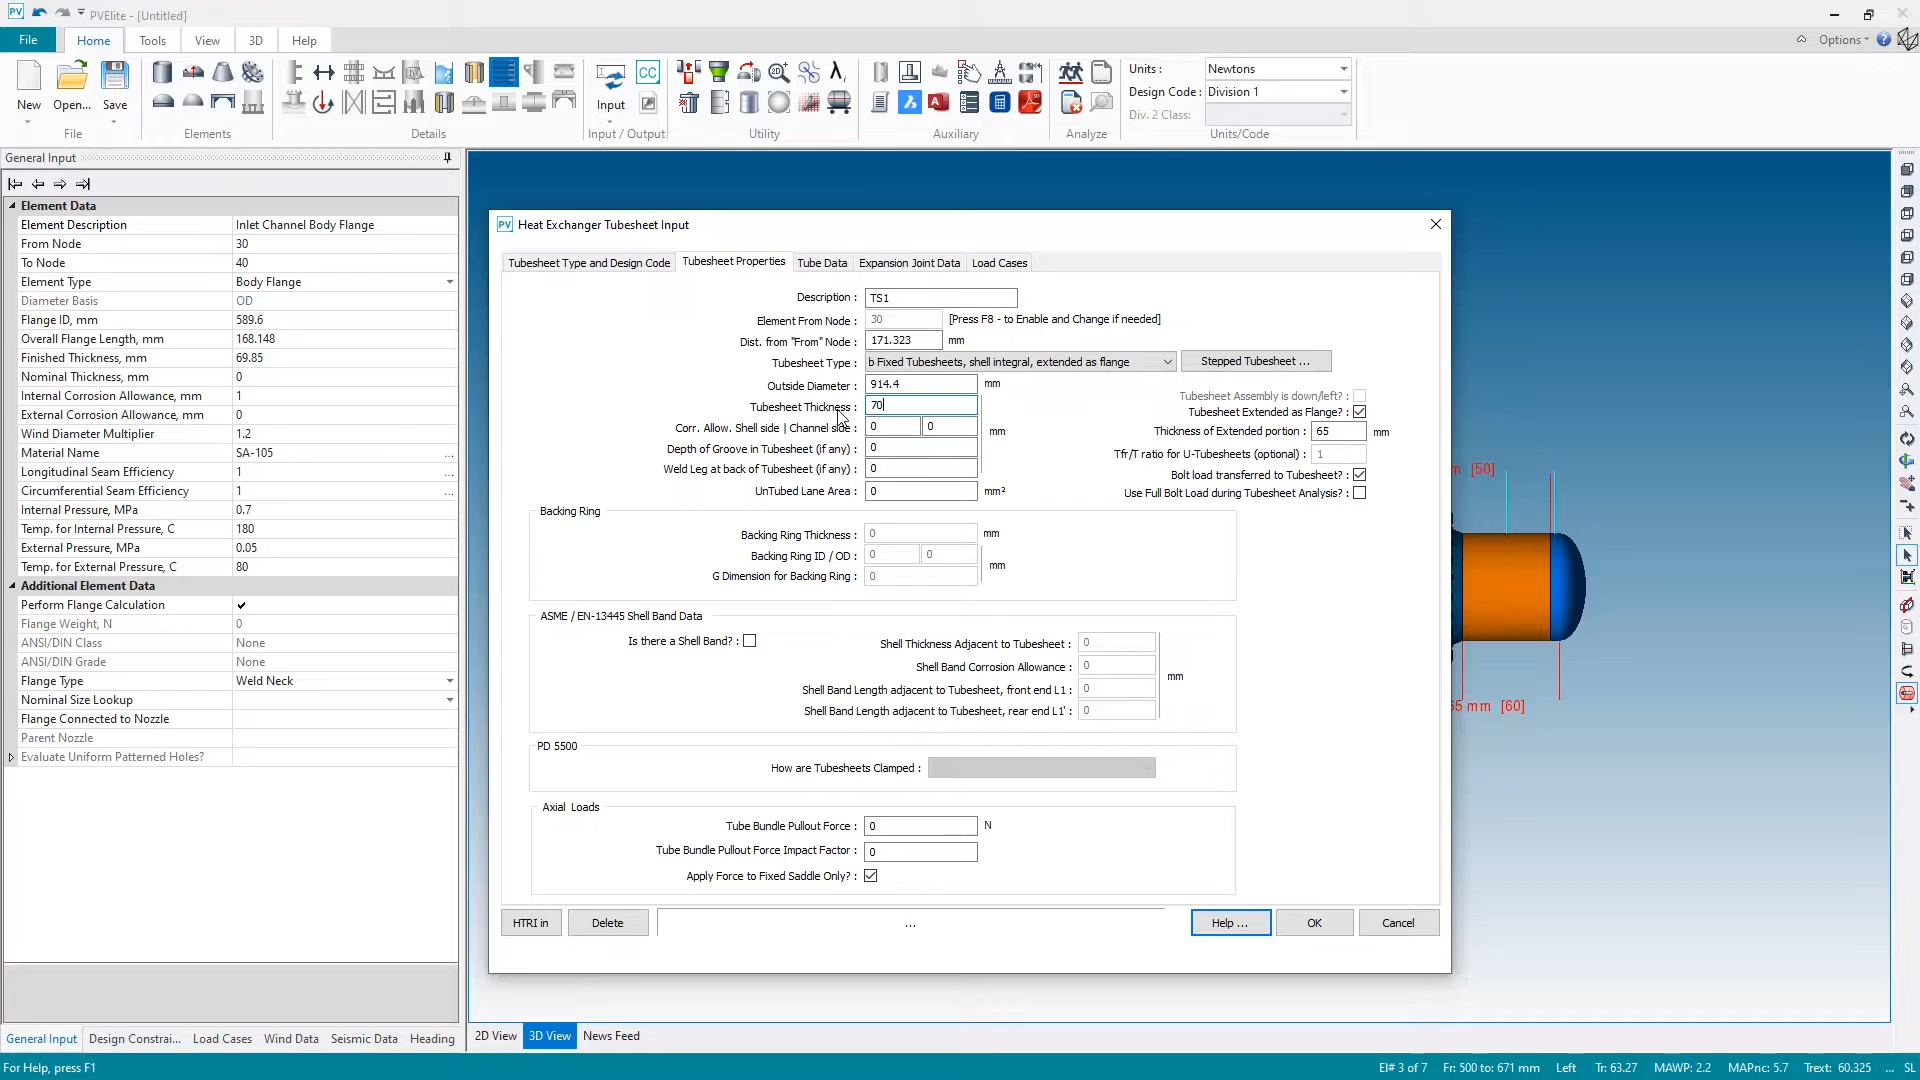 PVElite - [Untitled]
File Home Tools View 3D Help Options
New Open... Save Input CC
File Elements Details Input / Output Utility Auxiliary Analyze Units/Code
Units : Newtons
Design Code : Division 1
Div. 2 Class:
General Input
Element Data
Element Description Inlet Channel Body Flange
From Node 30
To Node 40
Element Type Body Flange
Diameter Basis OD
Flange ID, mm 589.6
Overall Flange Length, mm 168.148
Finished Thickness, mm 69.85
Nominal Thickness, mm 0
Internal Corrosion Allowance, mm 1
External Corrosion Allowance, mm 0
Wind Diameter Multiplier 1.2
Material Name SA-105 ...
Longitudinal Seam Efficiency 1 ...
Circumferential Seam Efficiency 1 ...
Internal Pressure, MPa 0.7
Temp. for Internal Pressure, C 180
External Pressure, MPa 0.05
Temp. for External Pressure, C 80
Additional Element Data
Perform Flange Calculation
Flange Weight, N 0
ANSI/DIN Class None
ANSI/DIN Grade None
Flange Type Weld Neck
Nominal Size Lookup
Flange Connected to Nozzle
Parent Nozzle
Evaluate Uniform Patterned Holes?
General Input Design Constrai... Load Cases Wind Data Seismic Data Heading
PV Heat Exchanger Tubesheet Input
Tubesheet Type and Design Code Tubesheet Properties Tube Data Expansion Joint Data Load Cases
Description : TS1
Element From Node : 30 [Press F8 - to Enable and Change if needed]
Dist. from "From" Node : 171.323 mm
Tubesheet Type : b Fixed Tubesheets, shell integral, extended as flange Stepped Tubesheet ...
Outside Diameter : 914.4 mm
Tubesheet Thickness : 70
Corr. Allow. Shell side | Channel side : 0 0 mm
Depth of Groove in Tubesheet (if any) : 0
Weld Leg at back of Tubesheet (if any) : 0
UnTubed Lane Area : 0 mm²
Tubesheet Assembly is down/left? :
Tubesheet Extended as Flange? :
Thickness of Extended portion : 65 mm
Tfr/T ratio for U-Tubesheets (optional) : 1
Bolt load transferred to Tubesheet? :
Use Full Bolt Load during Tubesheet Analysis? :
Backing Ring
Backing Ring Thickness : 0 mm
Backing Ring ID / OD : 0 0 mm
G Dimension for Backing Ring : 0
ASME / EN-13445 Shell Band Data
Is there a Shell Band? :
Shell Thickness Adjacent to Tubesheet : 0
Shell Band Corrosion Allowance : 0
Shell Band Length adjacent to Tubesheet, front end L1 : 0
Shell Band Length adjacent to Tubesheet, rear end L1' : 0
mm
PD 5500
How are Tubesheets Clamped :
Axial Loads
Tube Bundle Pullout Force : 0 N
Tube Bundle Pullout Force Impact Factor : 0
Apply Force to Fixed Saddle Only? :
HTRI in Delete ... Help ... OK Cancel
m [50]
65 mm [60]
2D View 3D View News Feed
For Help, press F1
El# 3 of 7 Fr: 500 to: 671 mm Left Tr: 63.27 MAWP: 2.2 MAPnc: 5.7 Trext: 60.325 ... SL